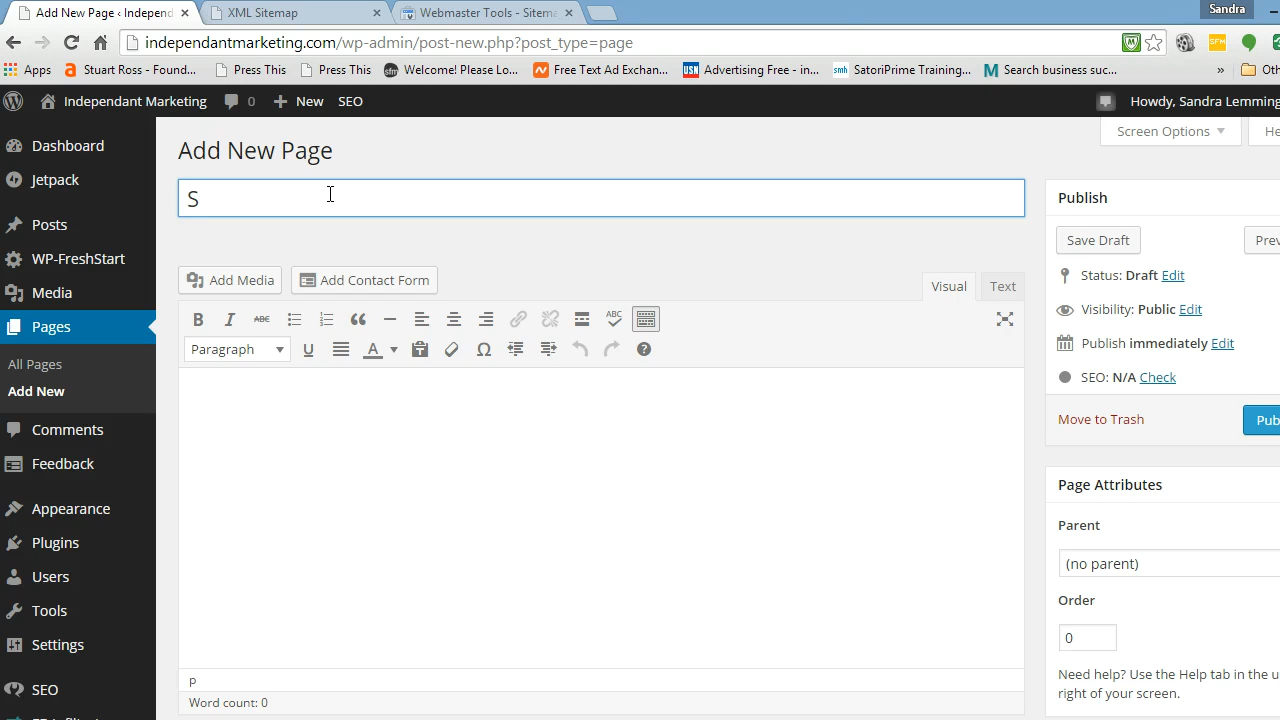 Add New Page ‹ Independ
XML Sitemap
Webmaster Tools - Sitema
Sandra
independantmarketing.com/wp-admin/post-new.php?post_type=page
Apps
Stuart Ross - Found...
Press This
Press This
Welcome! Please Lo...
Free Text Ad Exchan...
Advertising Free - in...
SatoriPrime Training...
Search business suc...
»
Oth
Independant Marketing
0
New
SEO
Howdy, Sandra Lemming
Dashboard
Jetpack
Posts
WP-FreshStart
Media
Pages
All Pages
Add New
Comments
Feedback
Appearance
Plugins
Users
Tools
Settings
SEO
Add New Page
Screen Options
He
S
Add Media
Add Contact Form
Visual
Text
B I ABC
ABC
Paragraph
U
A
Ω
p
Word count: 0
Publish
Save Draft
Prev
Status: Draft Edit
Visibility: Public Edit
Publish immediately Edit
SEO: N/A Check
Move to Trash
Pub
Page Attributes
Parent
(no parent)
Order
0
Need help? Use the Help tab in the u
right of your screen.